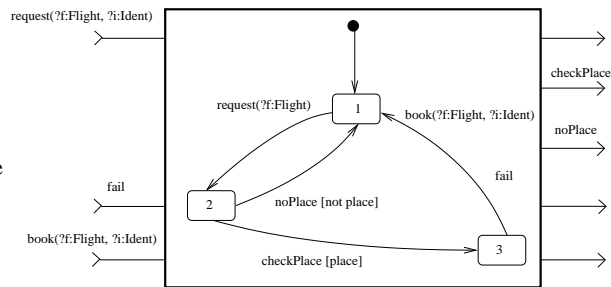 request(?f:Flight, ?i:Ident)
checkPlace
request(?f:Flight)
1
book(?f:Flight, ?i:Ident)
noPlace
e
fail
fail
2
noPlace [not place]
book(?f:Flight, ?i:Ident)
3
checkPlace [place]